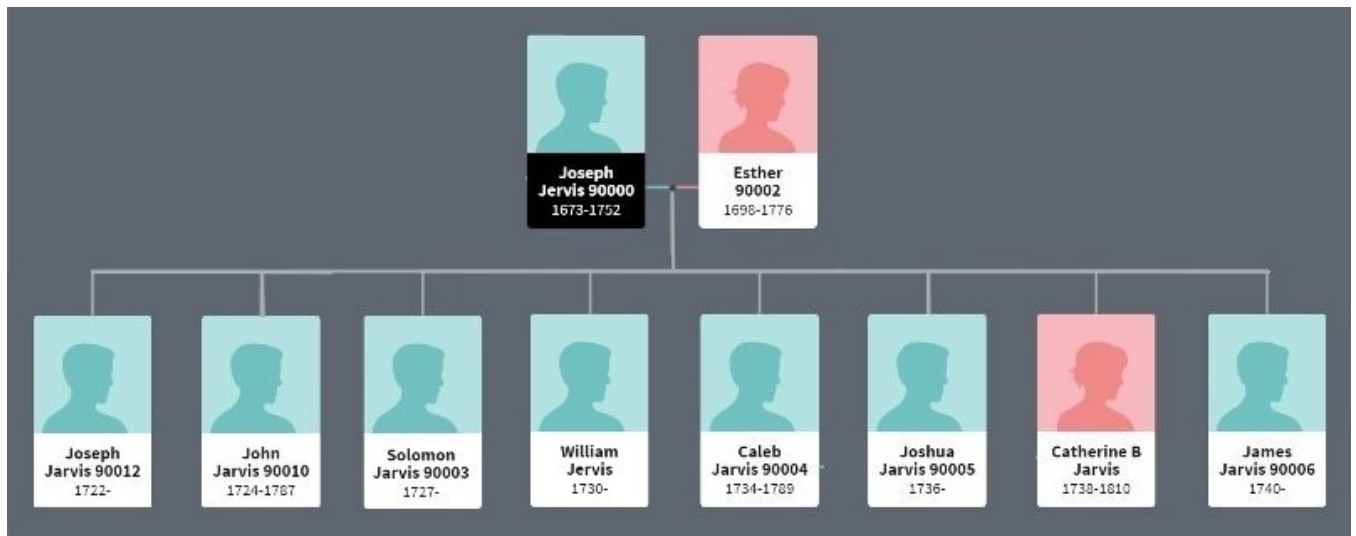 Joseph
Jervis 90000
1673-1752
Esther
90002
1698-1776
Joseph
Jarvis 90012
1722-
John
Jarvis 90010
1724-1787
Solomon
Jarvis 90003
1727-
William
Jervis
1730-
Caleb
Jarvis 90004
1734-1789
Joshua
Jarvis 90005
1736-
Catherine B
Jarvis
1738-1810
James
Jarvis 90006
1740-